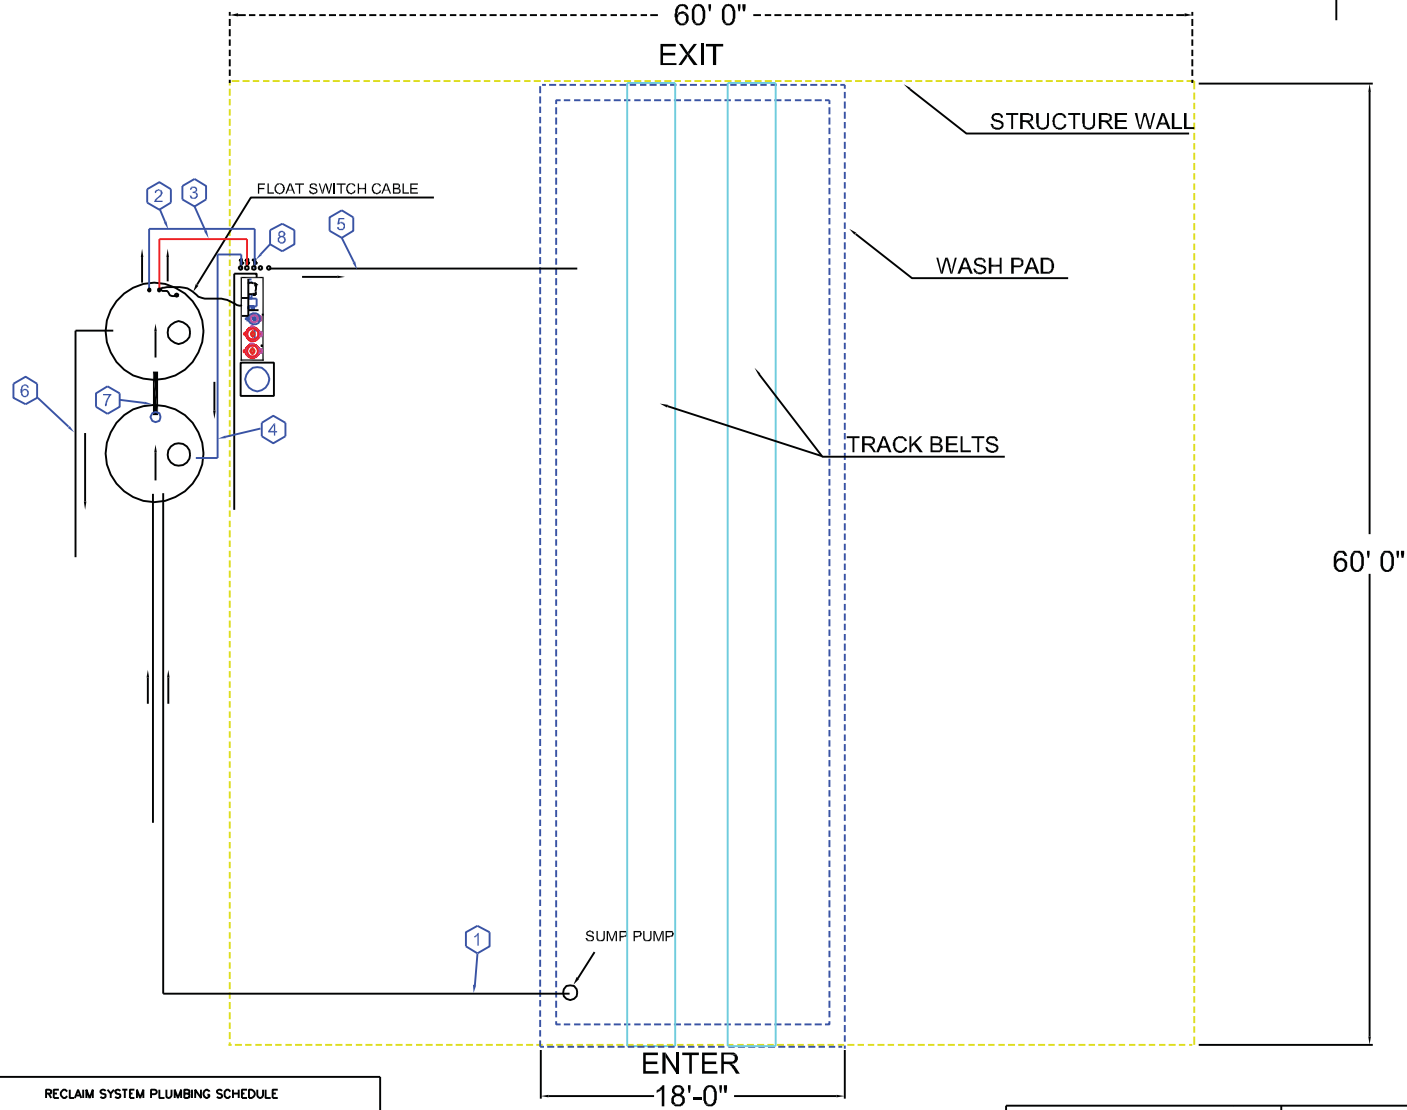 60' 0"
EXIT
STRUCTURE WALL
2
3
FLOAT SWITCH CABLE
5
8
WASH PAD
6
7
4
TRACK BELTS
60' 0"
1
SUMP PUMP
ENTER
18'-0"
RECLAIM SYSTEM PLUMBING SCHEDULE